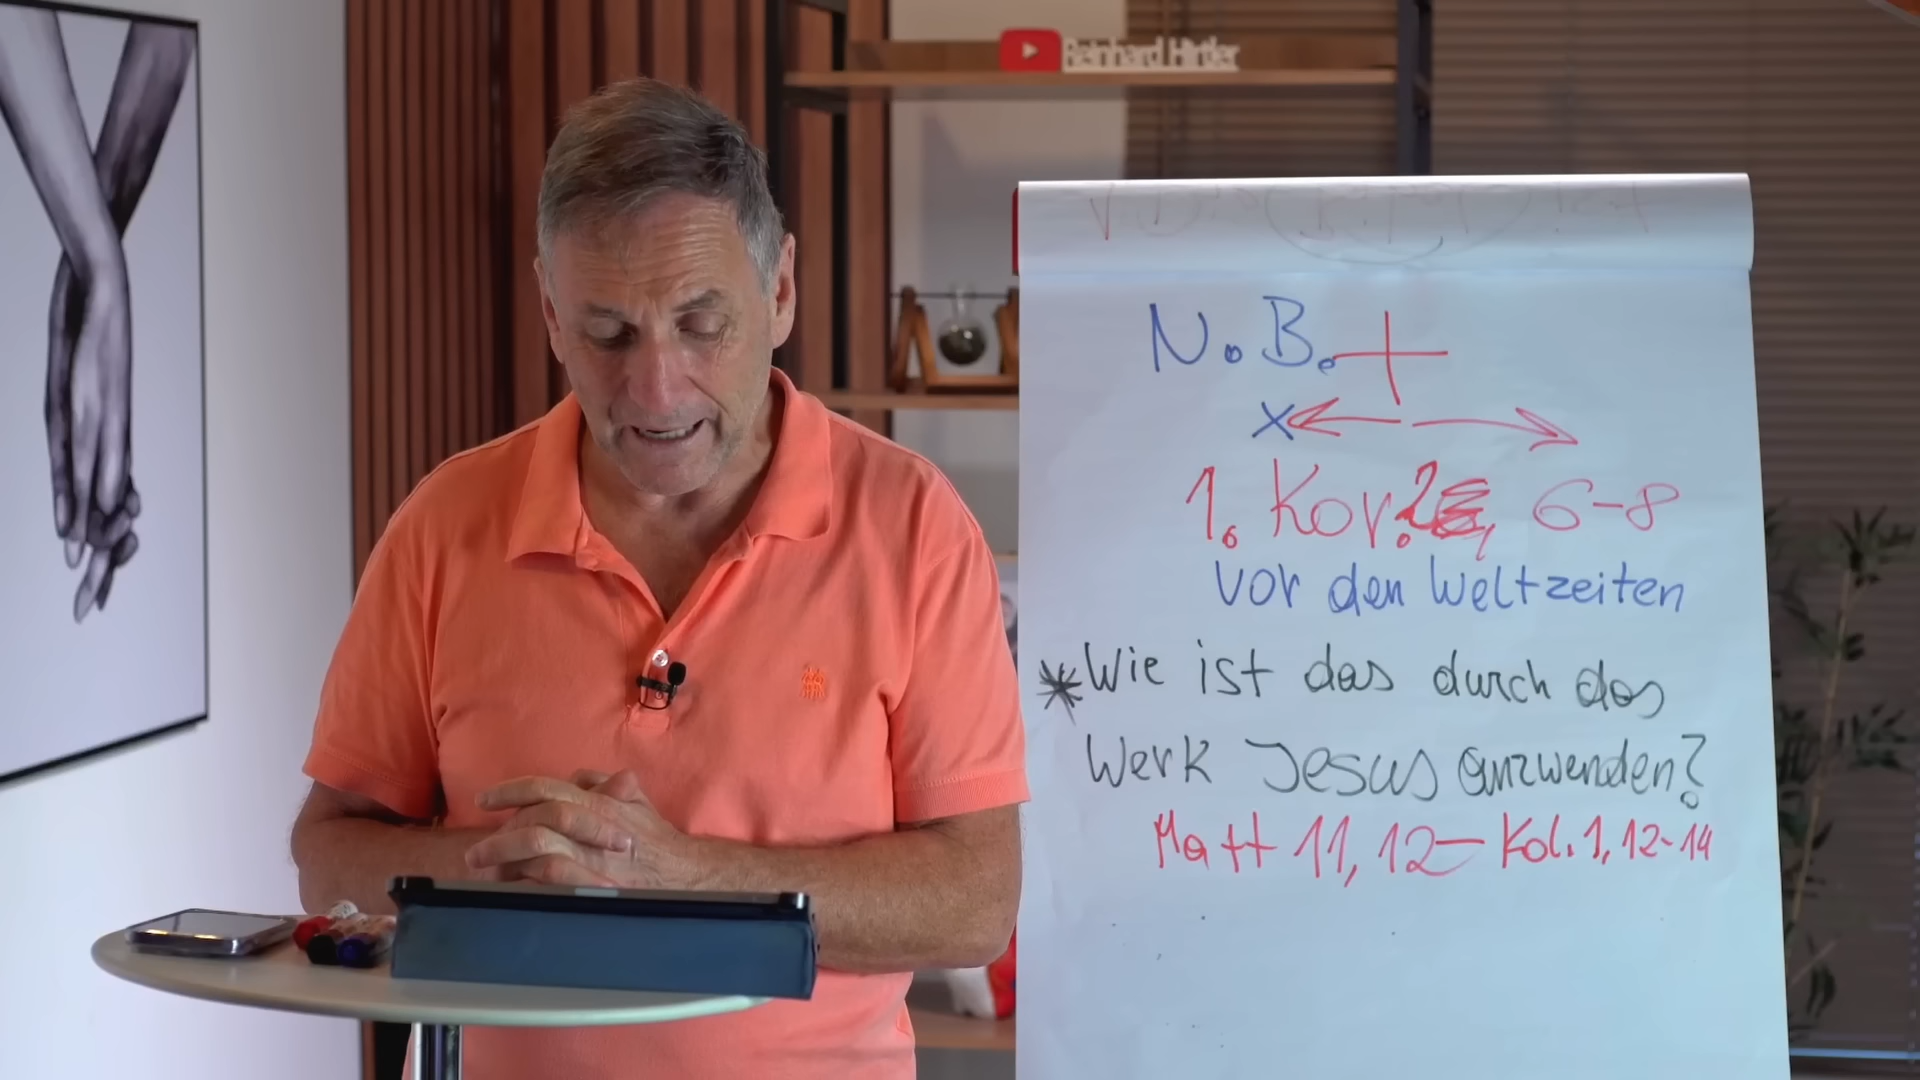 Reinhard Hirtler
N. B.
1. Kor. 2, 6-8
vor den Weltzeiten
*Wie ist das durch das
Werk Jesus anzuwenden?
Matt 11, 12 - Kol. 1, 12-14